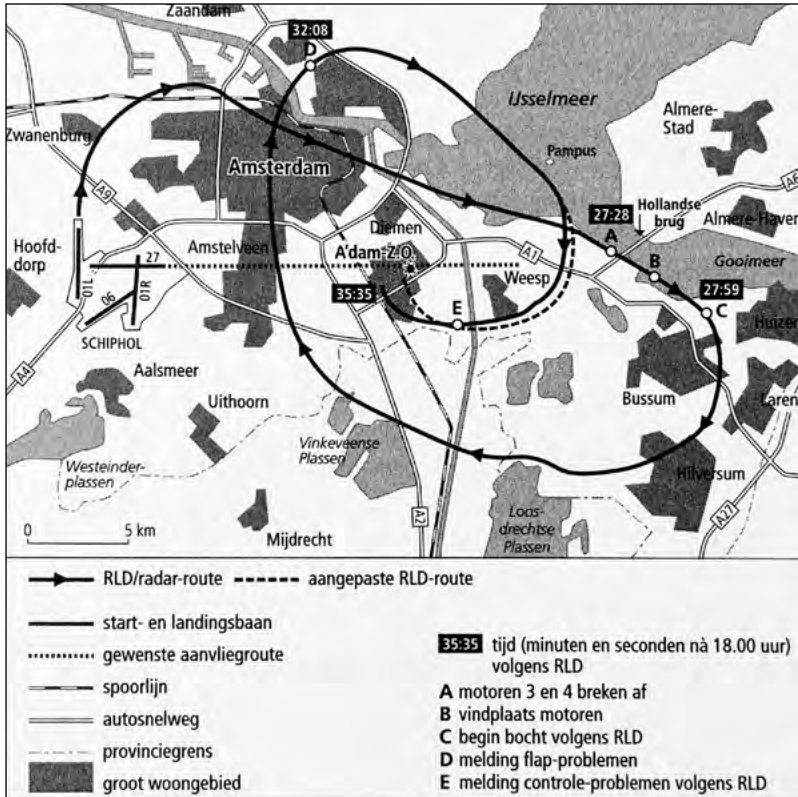 Zaandam
32:08
D
IJsselmeer
Almere-
Stad
Zwanenburg
Pampus
Amsterdam
A6
A9
Hollandse
brug
27:28
Almere-Haven
Diemen
A
Hoofd-
dorp
Amstelveen
A'dam-Z.O.
A1
B
Gooimeer
27
Weesp
27:59
01L
06
01R
35:35
E
C
Huizen
SCHIPHOL
A4
Aalsmeer
Bussum
Laren
Uithoorn
Vinkeveense
Plassen
Westeinder-
plassen
Hilversum
0 5 km
Mijdrecht
A2
Loos-
drechtse
Plassen
A27
RLD/radar-route
aangepaste RLD-route
start- en landingsbaan
gewenste aanvliegroute
spoorlijn
autosnelweg
provinciegrens
groot woongebied
35:35 tijd (minuten en seconden nà 18.00 uur)
volgens RLD
A motoren 3 en 4 breken af
B vindplaats motoren
C begin bocht volgens RLD
D melding flap-problemen
E melding controle-problemen volgens RLD